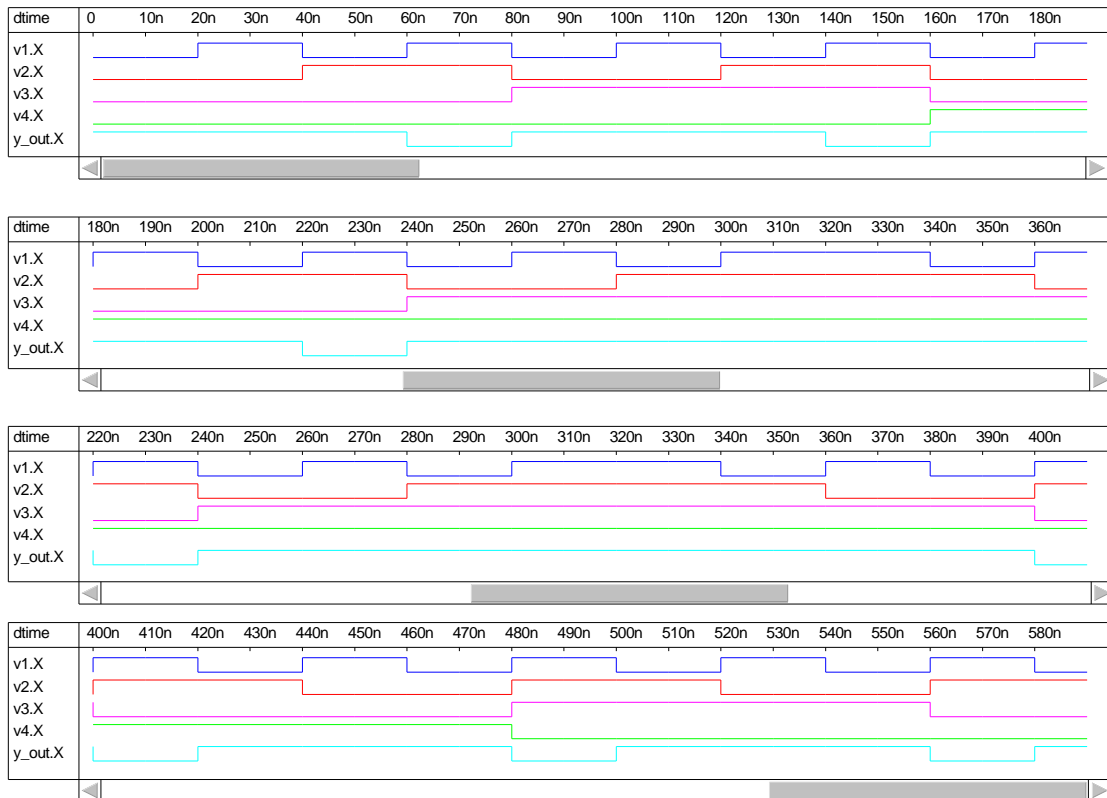 dtime 0 10n 20n 30n 40n 50n 60n 70n 80n 90n 100n 110n 120n 130n 140n 150n 160n 170n 180n
v1.X
v2.X
v3.X
v4.X
y_out.X
dtime 180n 190n 200n 210n 220n 230n 240n 250n 260n 270n 280n 290n 300n 310n 320n 330n 340n 350n 360n
v1.X
v2.X
v3.X
v4.X
y_out.X
dtime 220n 230n 240n 250n 260n 270n 280n 290n 300n 310n 320n 330n 340n 350n 360n 370n 380n 390n 400n
v1.X
v2.X
v3.X
v4.X
y_out.X
dtime 400n 410n 420n 430n 440n 450n 460n 470n 480n 490n 500n 510n 520n 530n 540n 550n 560n 570n 580n
v1.X
v2.X
v3.X
v4.X
y_out.X